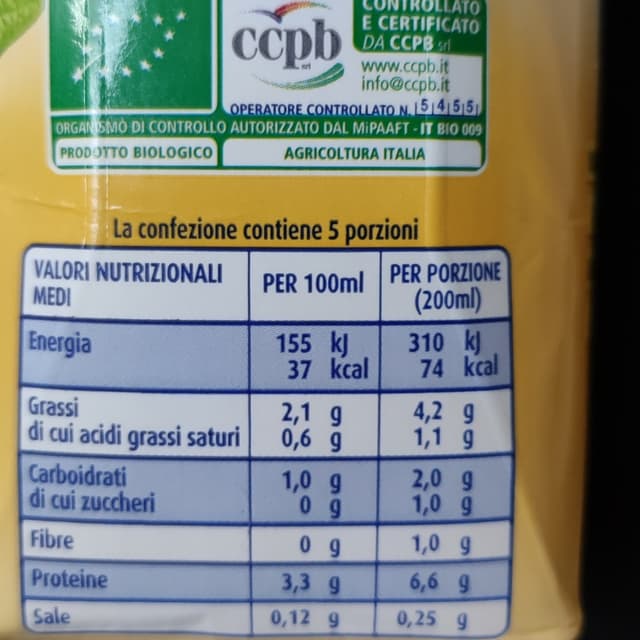 CONTROLLATO
E CERTIFICATO
DA CCPB srl
ccpb
srl
www.ccpb.it
info@ccpb.it
OPERATORE CONTROLLATO N. 5455
ORGANISMO DI CONTROLLO AUTORIZZATO DAL MiPAAFT - IT BIO 009
PRODOTTO BIOLOGICO AGRICOLTURA ITALIA
La confezione contiene 5 porzioni
VALORI NUTRIZIONALI MEDI PER 100ml PER PORZIONE (200ml)
Energia 155 kJ 310 kJ
37 kcal 74 kcal
Grassi 2,1 g 4,2 g
di cui acidi grassi saturi 0,6 g 1,1 g
Carboidrati 1,0 g 2,0 g
di cui zuccheri 0 g 1,0 g
Fibre 0 g 1,0 g
Proteine 3,3 g 6,6 g
Sale 0,12 g 0,25 g